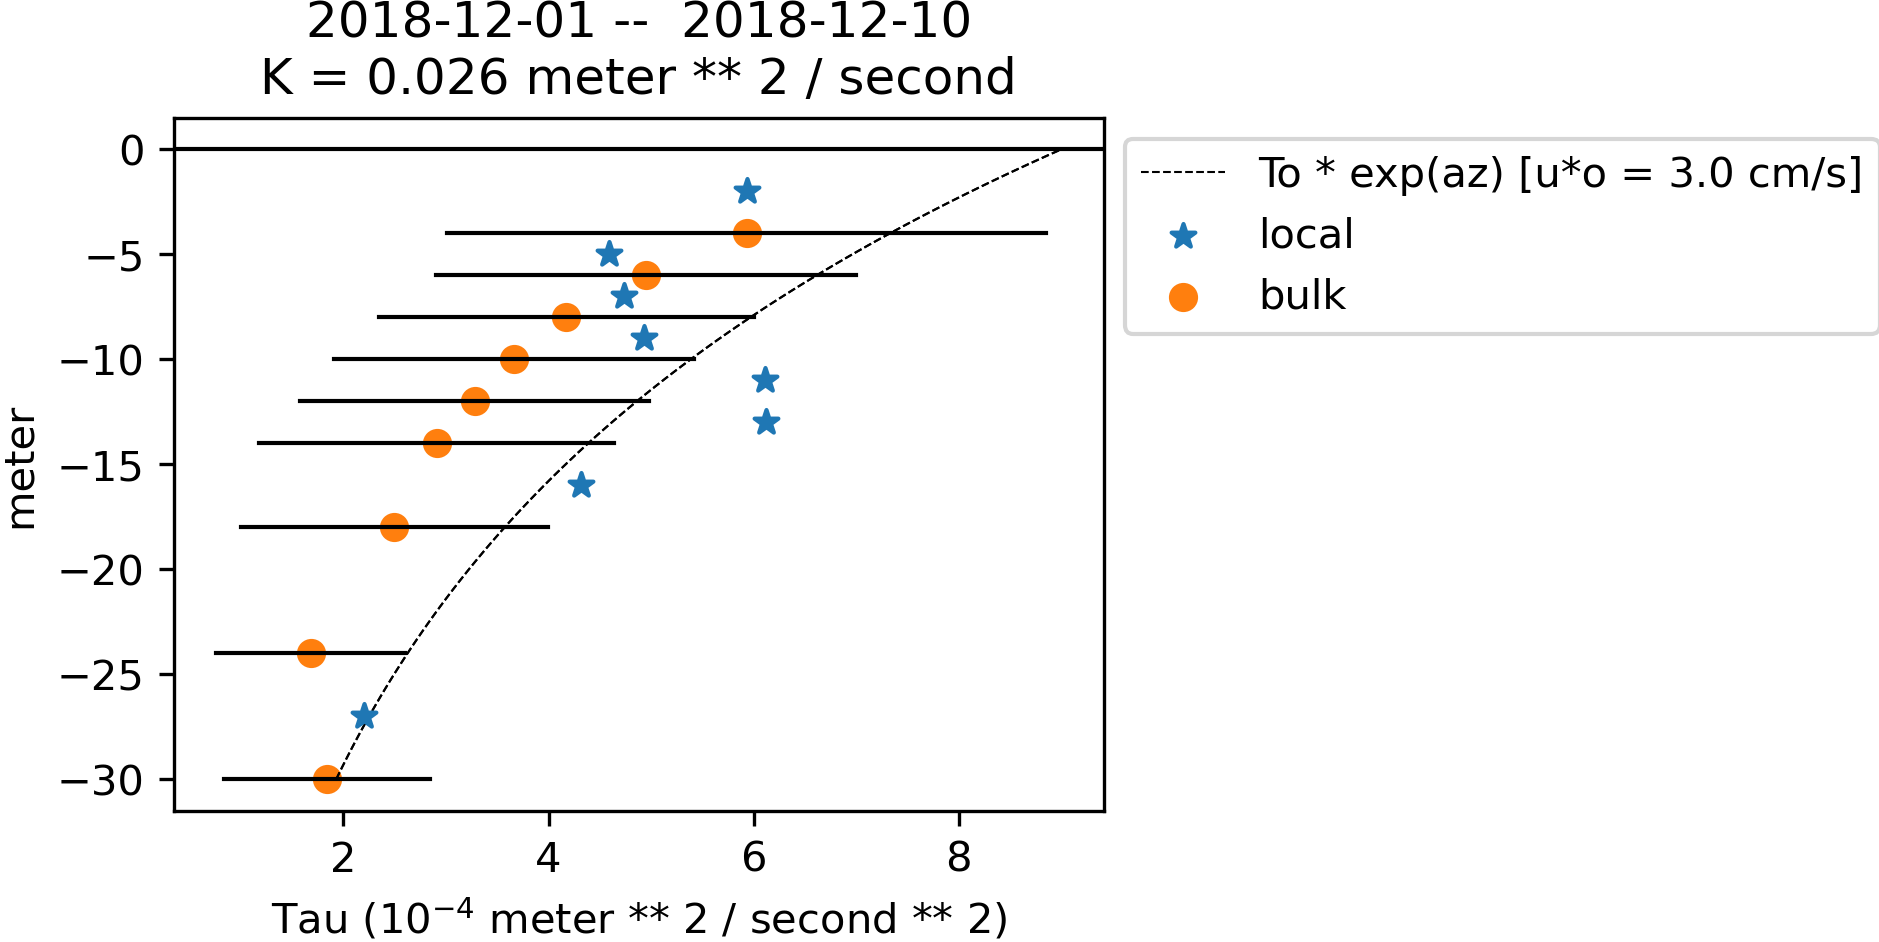 2018-12-01 --  2018-12-10
K = 0.026 meter ** 2 / second
To * exp(az) [u*o = 3.0 cm/s]
local
bulk
0
−5
−10
−15
−20
−25
−30
meter
2 4 6 8
Tau (10⁻⁴ meter ** 2 / second ** 2)